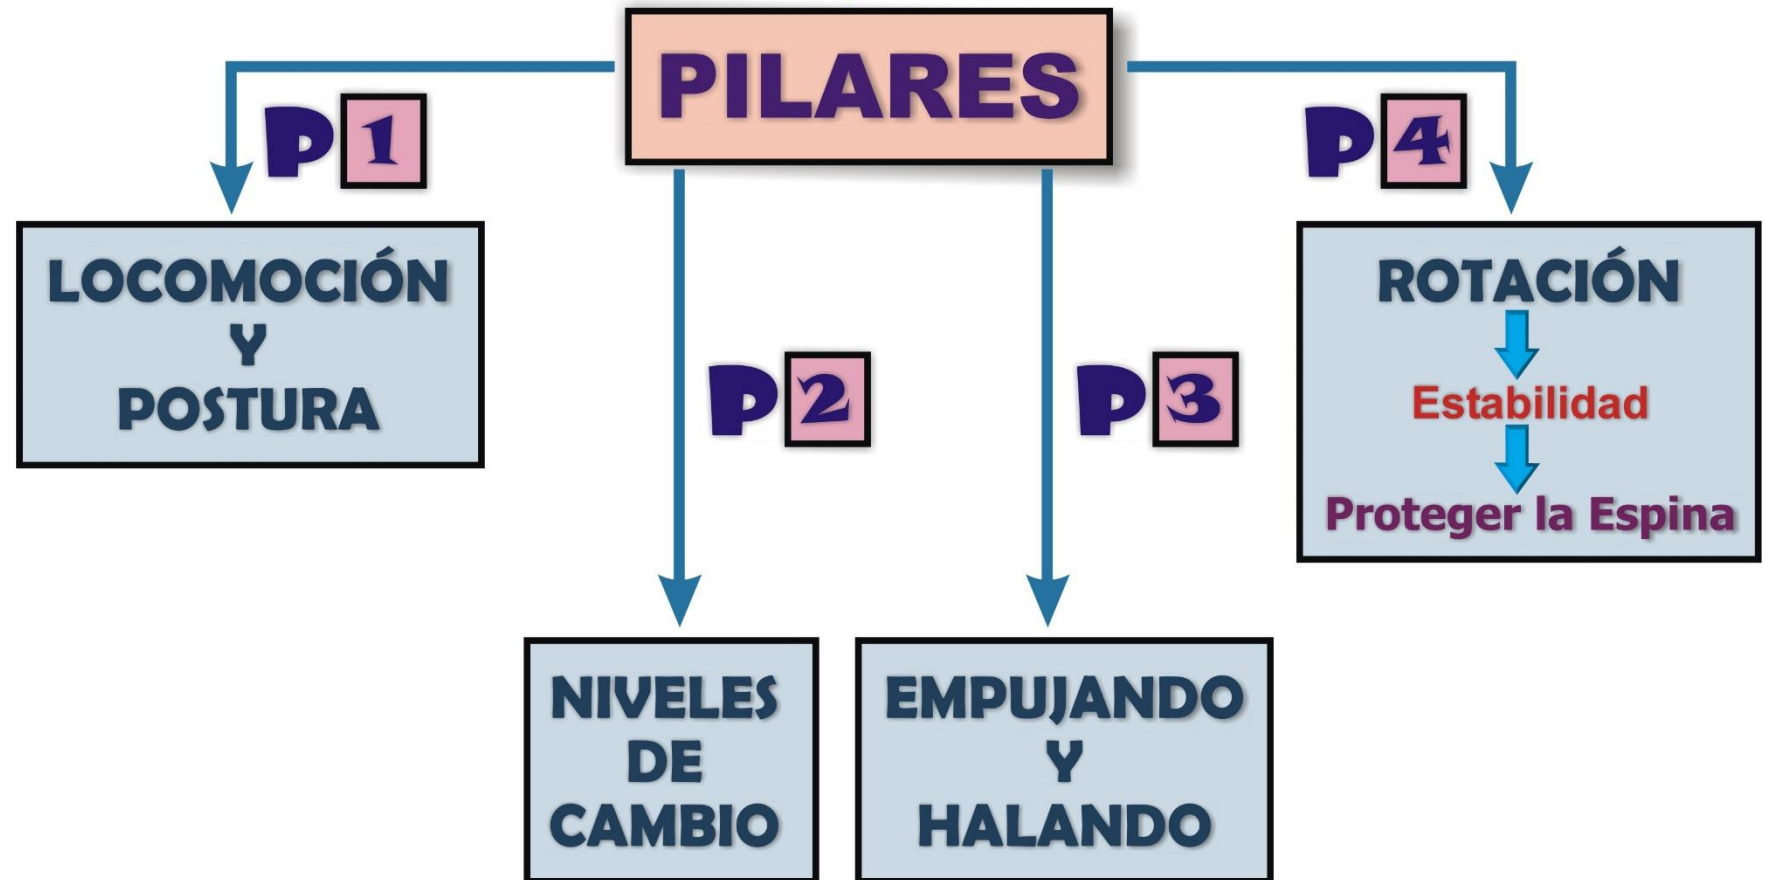 PILARES
P1
LOCOMOCIÓN
Y
POSTURA
P2
NIVELES
DE
CAMBIO
P3
EMPUJANDO
Y
HALANDO
P4
ROTACIÓN
Estabilidad
Proteger la Espina